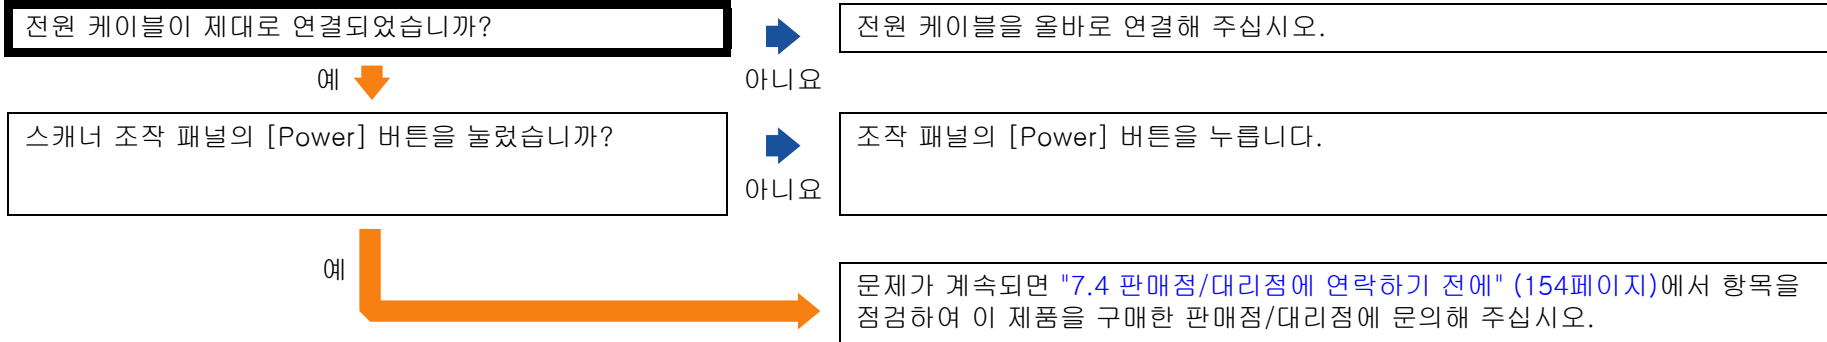 전원 케이블이 제대로 연결되었습니까?
전원 케이블을 올바로 연결해 주십시오.
예
아니요
스캐너 조작 패널의 [Power] 버튼을 눌렀습니까?
조작 패널의 [Power] 버튼을 누릅니다.
아니요
예
문제가 계속되면 "7.4 판매점/대리점에 연락하기 전에" (154페이지)에서 항목을
점검하여 이 제품을 구매한 판매점/대리점에 문의해 주십시오.